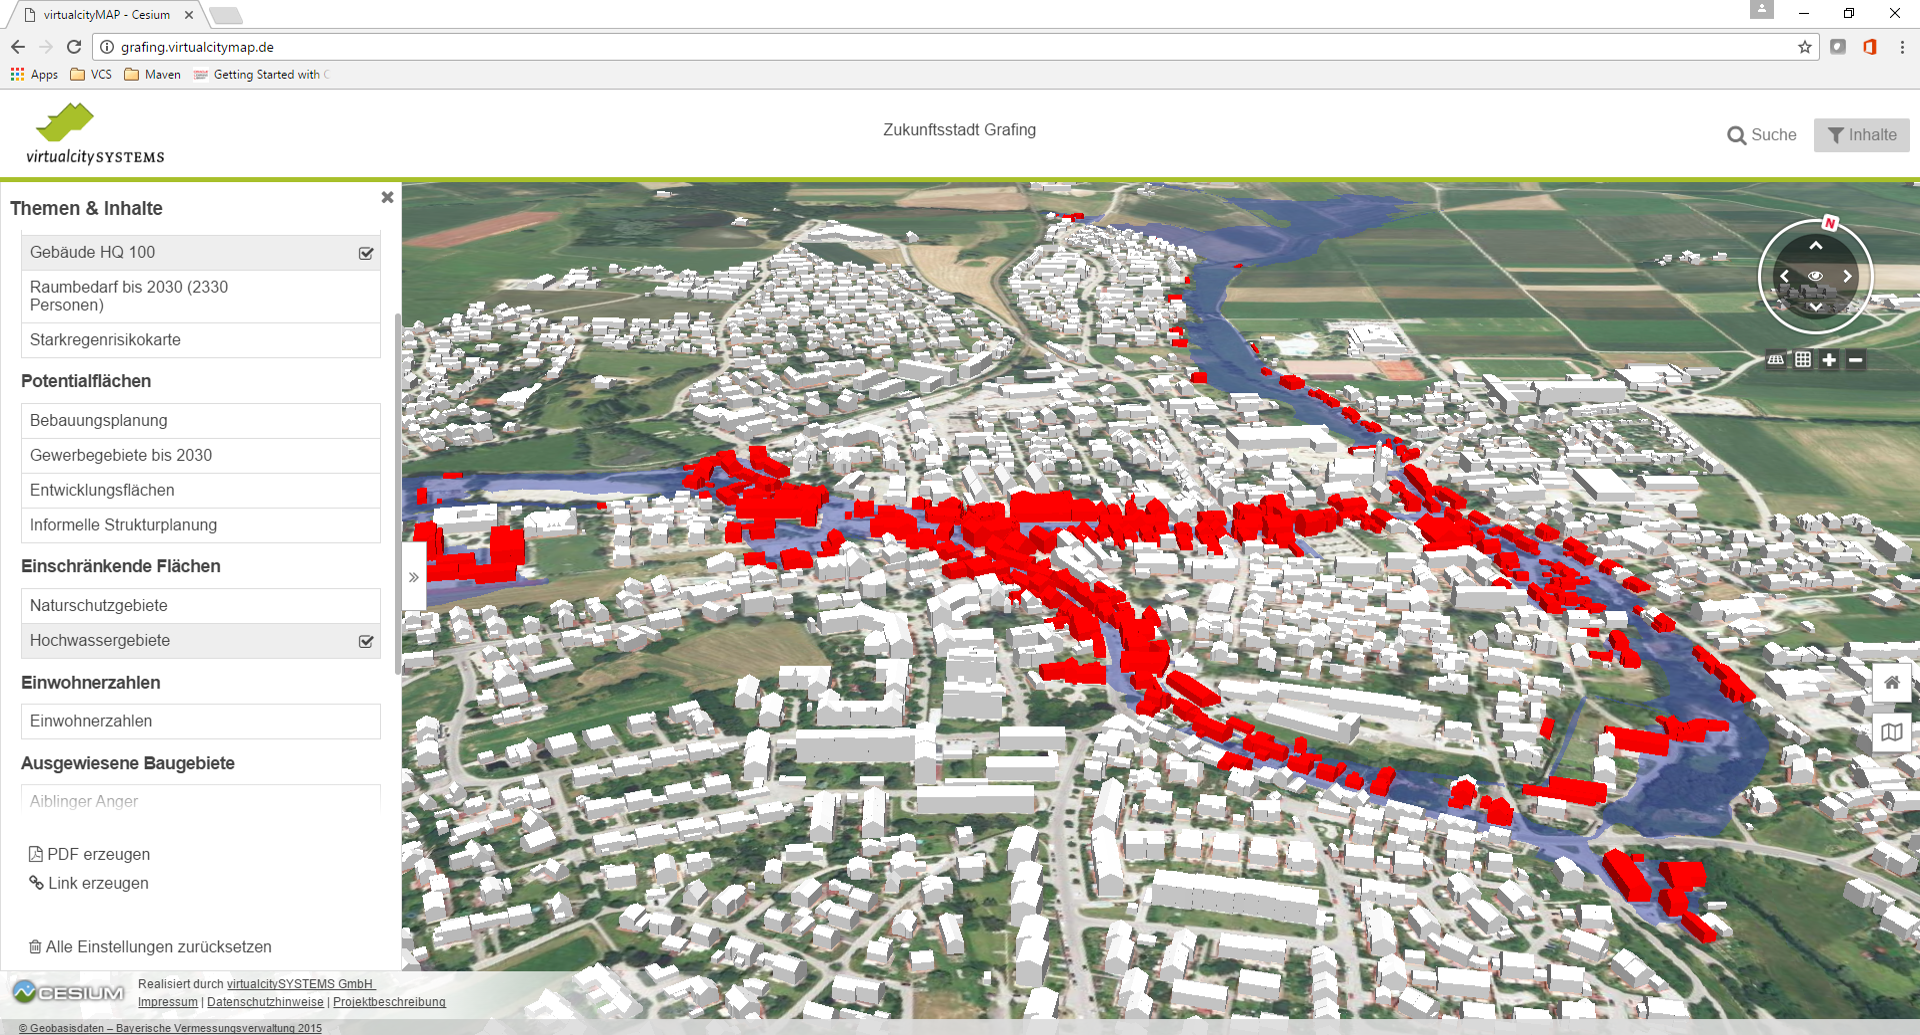 virtualcityMAP - Cesium
grafing.virtualcitymap.de
Apps
VCS
Maven
Getting Started with
virtualcitySYSTEMS
Zukunftsstadt Grafing
Suche
Inhalte
Themen & Inhalte
Gebäude HQ 100
Raumbedarf bis 2030 (2330
Personen)
Starkregenrisikokarte
Potentialflächen
Bebauungsplanung
Gewerbegebiete bis 2030
Entwicklungsflächen
Informelle Strukturplanung
Einschränkende Flächen
Naturschutzgebiete
Hochwassergebiete
Einwohnerzahlen
Einwohnerzahlen
Ausgewiesene Baugebiete
Aiblinger Anger
PDF erzeugen
Link erzeugen
Alle Einstellungen zurücksetzen
N
CESIUM
Realisiert durch virtualcitySYSTEMS GmbH
Impressum | Datenschutzhinweise | Projektbeschreibung
© Geobasisdaten – Bayerische Vermessungsverwaltung 2015